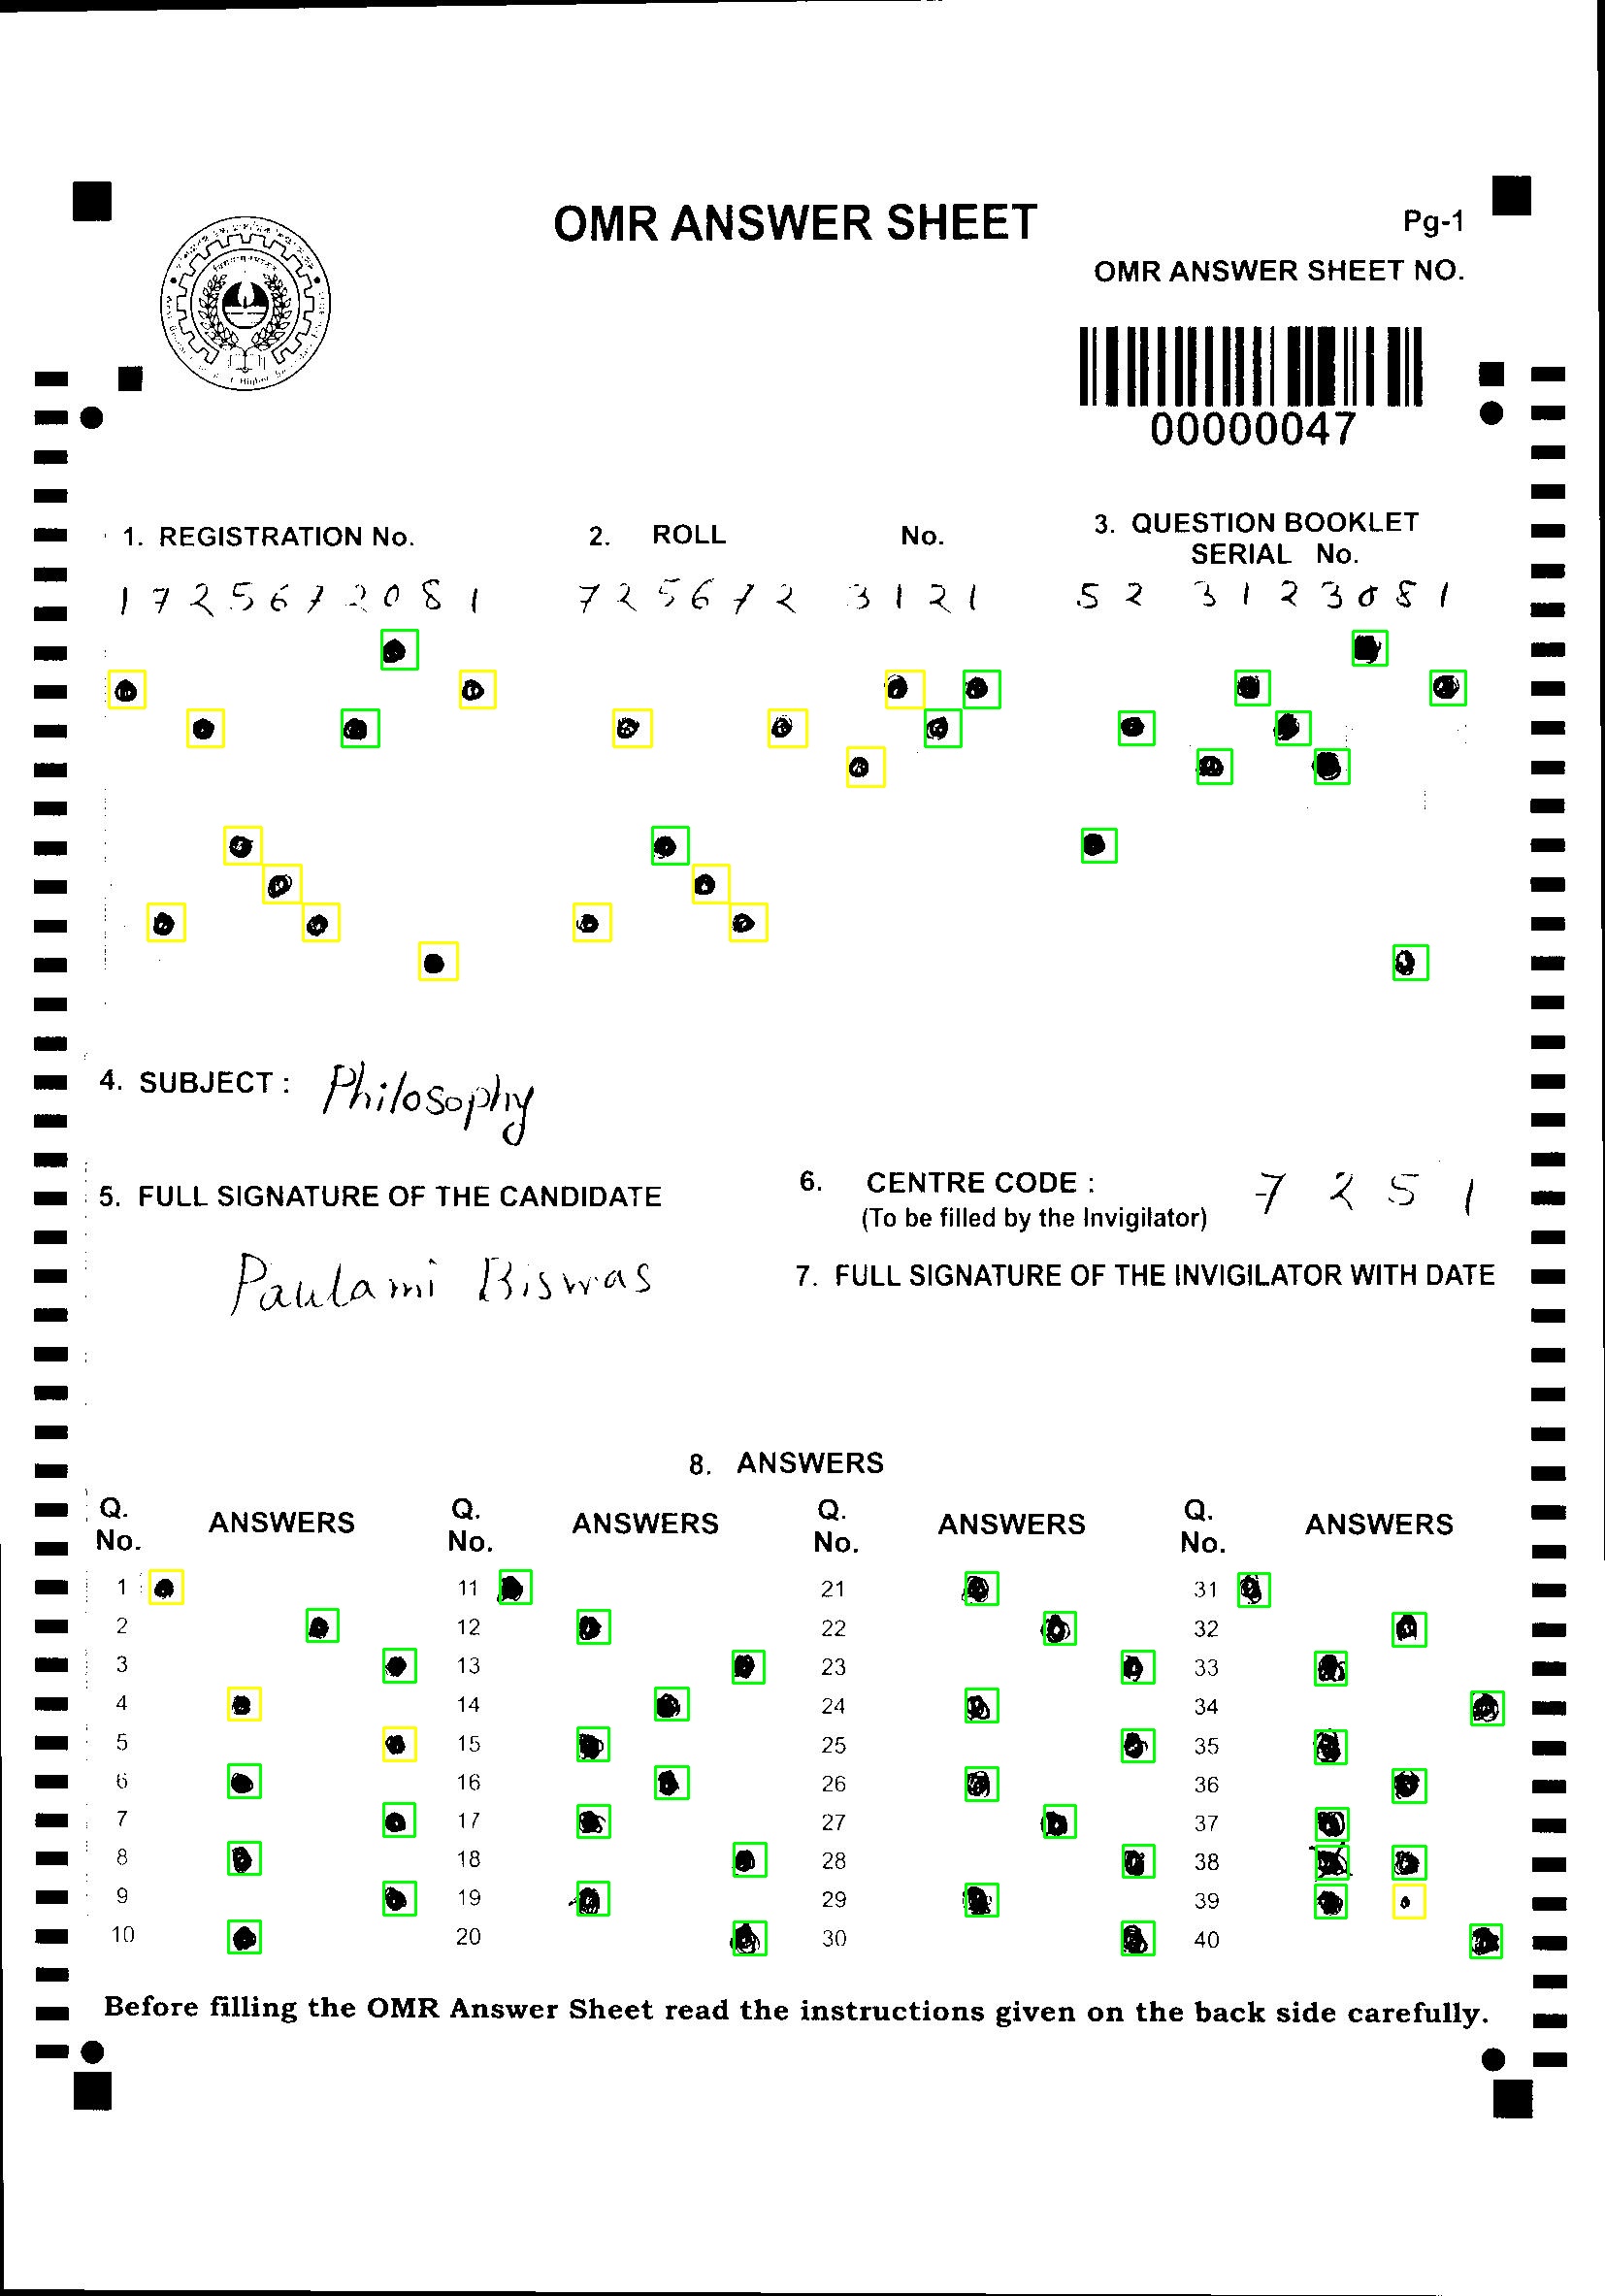 OMR ANSWER SHEET
Pg-1
OMR ANSWER SHEET NO.
00000047
1. REGISTRATION No.
2. ROLL No.
3. QUESTION BOOKLET
SERIAL No.
1 7 2 5 6 7 2 0 8 1
7 2 5 6 7 2 3 1 2 1
5 2 3 1 2 3 0 8 1
4. SUBJECT : Philosophy
5. FULL SIGNATURE OF THE CANDIDATE
Paulami Biswas
6. CENTRE CODE : 7 2 5 1
(To be filled by the Invigilator)
7. FULL SIGNATURE OF THE INVIGILATOR WITH DATE
8. ANSWERS
Q. No. ANSWERS Q. No. ANSWERS Q. No. ANSWERS Q. No. ANSWERS
1 11 21 31
2 12 22 32
3 13 23 33
4 14 24 34
5 15 25 35
6 16 26 36
7 17 27 37
8 18 28 38
9 19 29 39
10 20 30 40
Before filling the OMR Answer Sheet read the instructions given on the back side carefully.